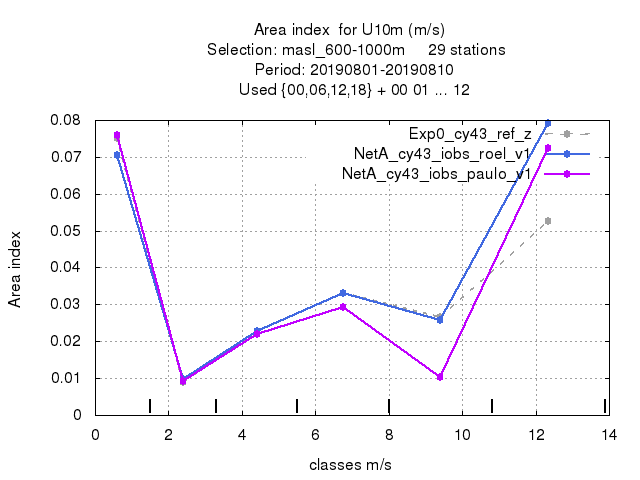 Area index  for U10m (m/s)
Selection: masl_600-1000m     29 stations
Period: 20190801-20190810
Used {00,06,12,18} + 00 01 ... 12
Exp0_cy43_ref_z
NetA_cy43_iobs_roel_v1
NetA_cy43_iobs_paulo_v1
0.08
0.07
0.06
0.05
0.04
0.03
0.02
0.01
0
Area index
0 2 4 6 8 10 12 14
classes m/s